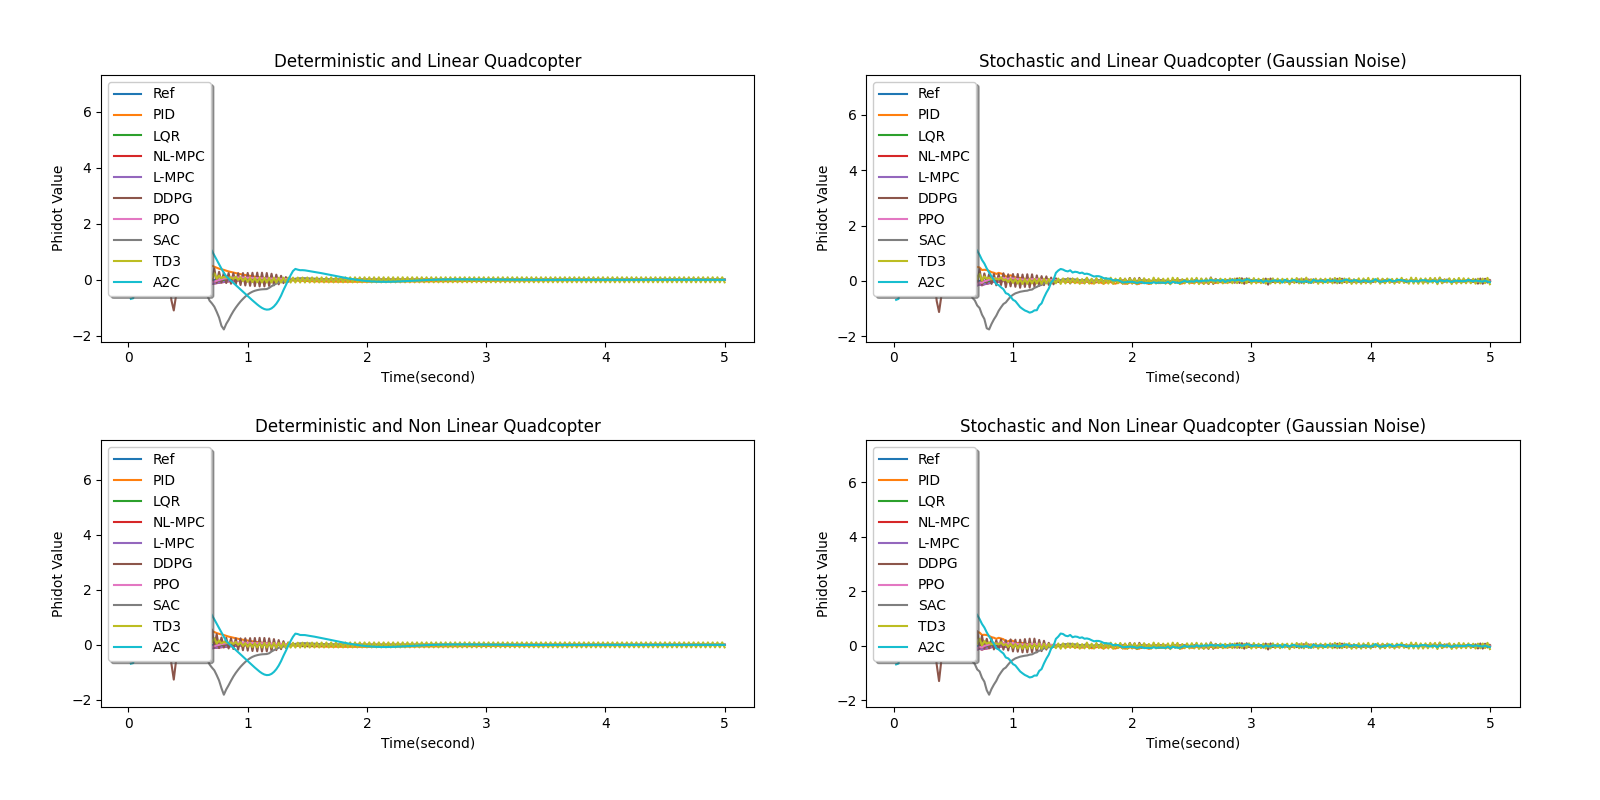 Deterministic and Linear Quadcopter
Phidot Value
6
4
2
0
−2
Ref
PID
LQR
NL-MPC
L-MPC
DDPG
PPO
SAC
TD3
A2C
0 1 2 3 4 5
Time(second)
Stochastic and Linear Quadcopter (Gaussian Noise)
Phidot Value
6
4
2
0
−2
Ref
PID
LQR
NL-MPC
L-MPC
DDPG
PPO
SAC
TD3
A2C
0 1 2 3 4 5
Time(second)
Deterministic and Non Linear Quadcopter
Phidot Value
6
4
2
0
−2
Ref
PID
LQR
NL-MPC
L-MPC
DDPG
PPO
SAC
TD3
A2C
0 1 2 3 4 5
Time(second)
Stochastic and Non Linear Quadcopter (Gaussian Noise)
Phidot Value
6
4
2
0
−2
Ref
PID
LQR
NL-MPC
L-MPC
DDPG
PPO
SAC
TD3
A2C
0 1 2 3 4 5
Time(second)